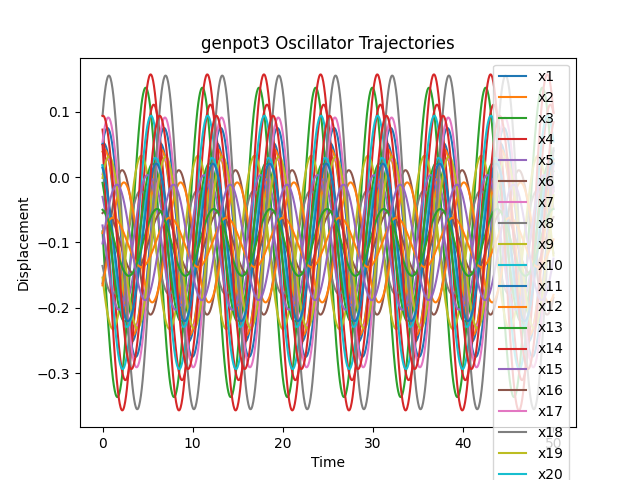 genpot3 Oscillator Trajectories
Displacement
0.1
0.0
−0.1
−0.2
−0.3
0
10
20
30
40
50
Time
x1
x2
x3
x4
x5
x6
x7
x8
x9
x10
x11
x12
x13
x14
x15
x16
x17
x18
x19
x20